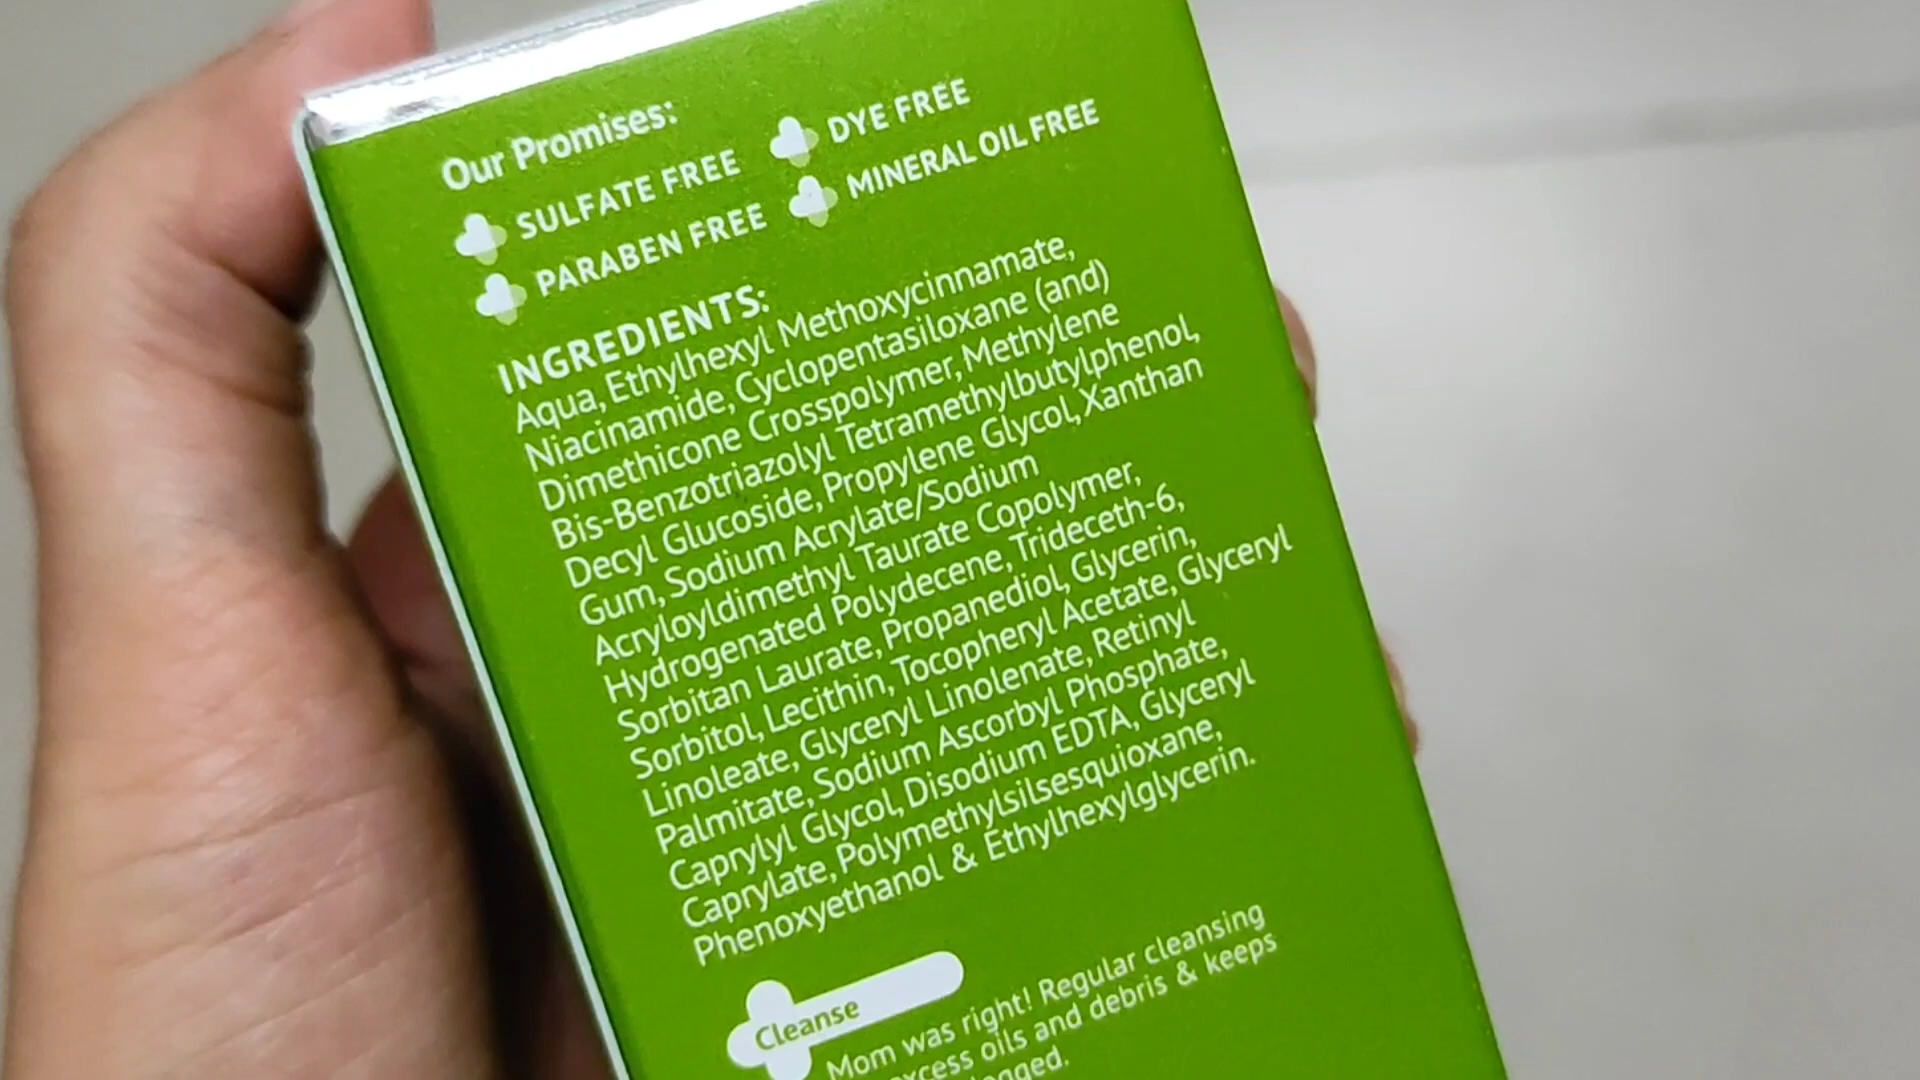 Our Promises:
SULFATE FREE
DYE FREE
PARABEN FREE
MINERAL OIL FREE
INGREDIENTS:
Aqua, Ethylhexyl Methoxycinnamate,
Niacinamide, Cyclopentasiloxane (and)
Dimethicone Crosspolymer, Methylene
Bis-Benzotriazolyl Tetramethylbutylphenol,
Decyl Glucoside, Propylene Glycol, Xanthan
Gum, Sodium Acrylate/Sodium
Acryloyldimethyl Taurate Copolymer,
Hydrogenated Polydecene, Trideceth-6,
Sorbitan Laurate, Propanediol, Glycerin,
Sorbitol, Lecithin, Tocopheryl Acetate, Glyceryl
Linoleate, Glyceryl Linolenate, Retinyl
Palmitate, Sodium Ascorbyl Phosphate,
Caprylyl Glycol, Disodium EDTA, Glyceryl
Caprylate, Polymethylsilsesquioxane,
Phenoxyethanol & Ethylhexylglycerin.
Cleanse
Mom was right! Regular cleansing
excess oils and debris & keeps